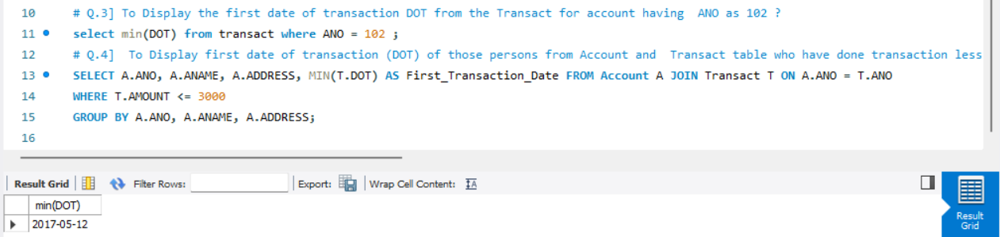 10 # Q.3] To Display the first date of transaction DOT from the Transact for account having  ANO as 102 ?
11 select min(DOT) from transact where ANO = 102 ;
12 # Q.4]  To Display first date of transaction (DOT) of those persons from Account and  Transact table who have done transaction less
13 SELECT A.ANO, A.ANAME, A.ADDRESS, MIN(T.DOT) AS First_Transaction_Date FROM Account A JOIN Transact T ON A.ANO = T.ANO
14 WHERE T.AMOUNT <= 3000
15 GROUP BY A.ANO, A.ANAME, A.ADDRESS;
16
Result Grid Filter Rows: Export: Wrap Cell Content: IA
min(DOT)
2017-05-12
Result
Grid